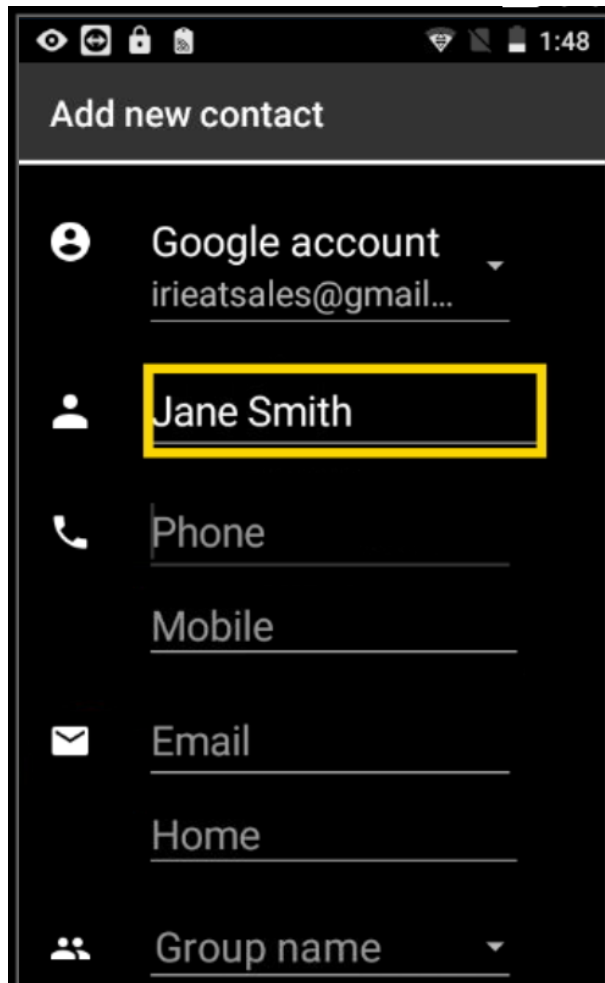 1:48
Add new contact
Google account
irieatsales@gmail...
Jane Smith
Phone
Mobile
Email
Home
Group name